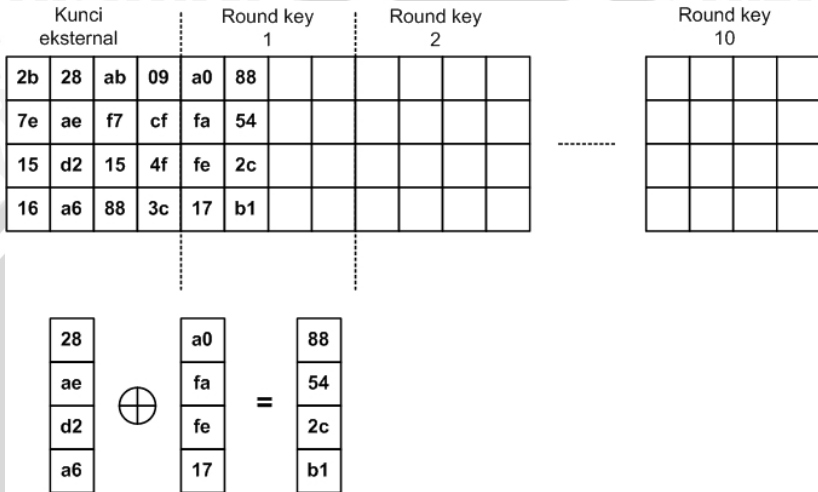 Kunci eksternal Round key 1 Round key 2 Round key 10
2b 28 ab 09 a0 88
7e ae f7 cf fa 54
15 d2 15 4f fe 2c
16 a6 88 3c 17 b1
28 a0 88
ae fa 54
=
d2 fe 2c
a6 17 b1